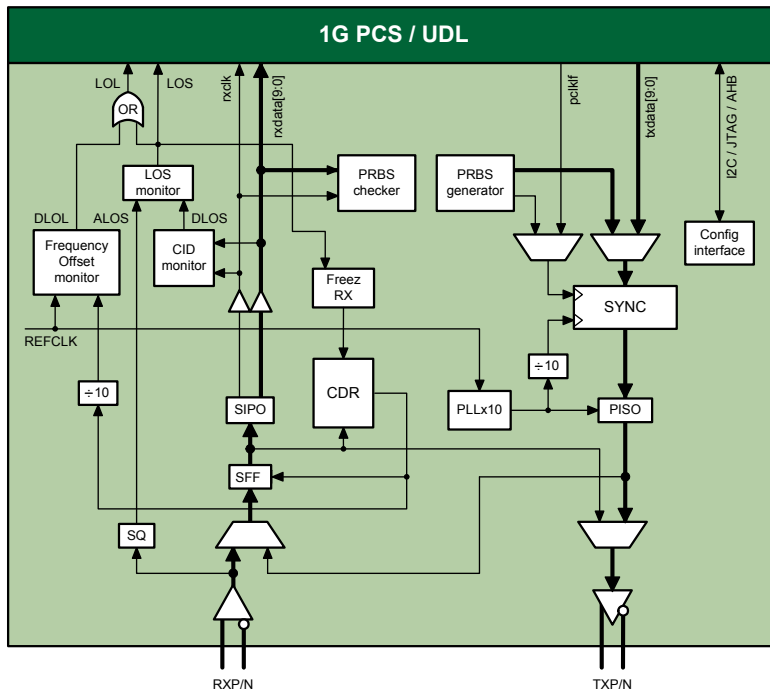 1G PCS / UDL
LOL
LOS
rxclk
rxdata[9:0]
pclklf
txdata[9:0]
I2C / JTAG / AHB
OR
LOS
monitor
PRBS
checker
PRBS
generator
DLOL
ALOS
DLOS
Frequency
Offset
monitor
CID
monitor
Config
interface
Freez
RX
SYNC
REFCLK
÷10
CDR
÷10
SIPO
PLLx10
PISO
SFF
SQ
RXP/N
TXP/N